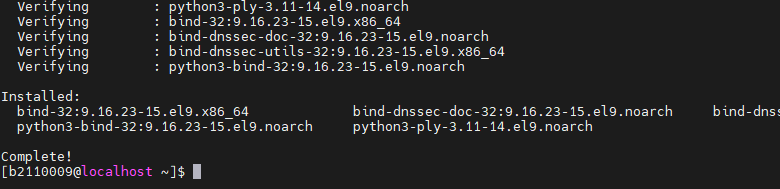 Verifying        : python3-ply-3.11-14.el9.noarch
Verifying        : bind-32:9.16.23-15.el9.x86_64
Verifying        : bind-dnssec-doc-32:9.16.23-15.el9.noarch
Verifying        : bind-dnssec-utils-32:9.16.23-15.el9.x86_64
Verifying        : python3-bind-32:9.16.23-15.el9.noarch
Installed:
bind-32:9.16.23-15.el9.x86_64              bind-dnssec-doc-32:9.16.23-15.el9.noarch     bind-dnss
python3-bind-32:9.16.23-15.el9.noarch      python3-ply-3.11-14.el9.noarch
Complete!
[b2110009@localhost ~]$